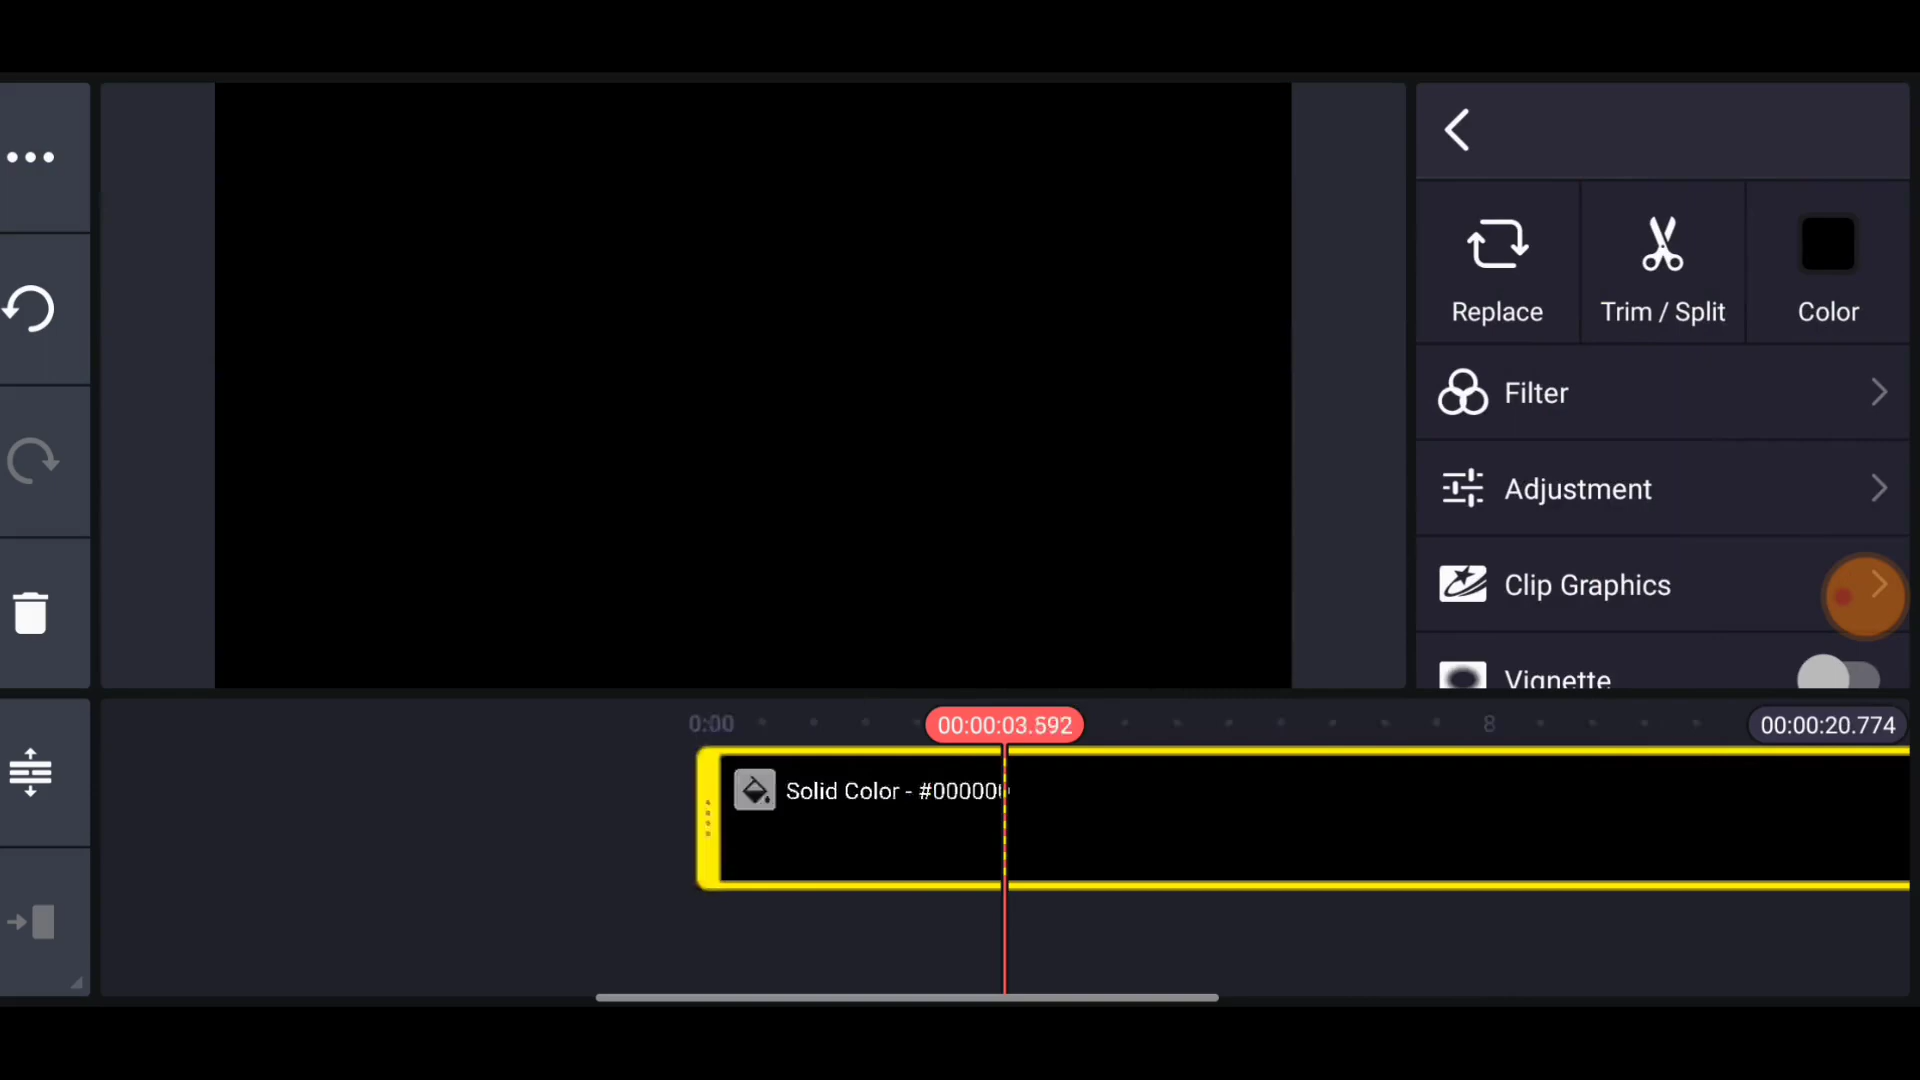 Replace
Trim / Split
Color
Filter
Adjustment
Clip Graphics
Vignette
0:00
00:00:03.592
8
00:00:20.774
Solid Color - #000000